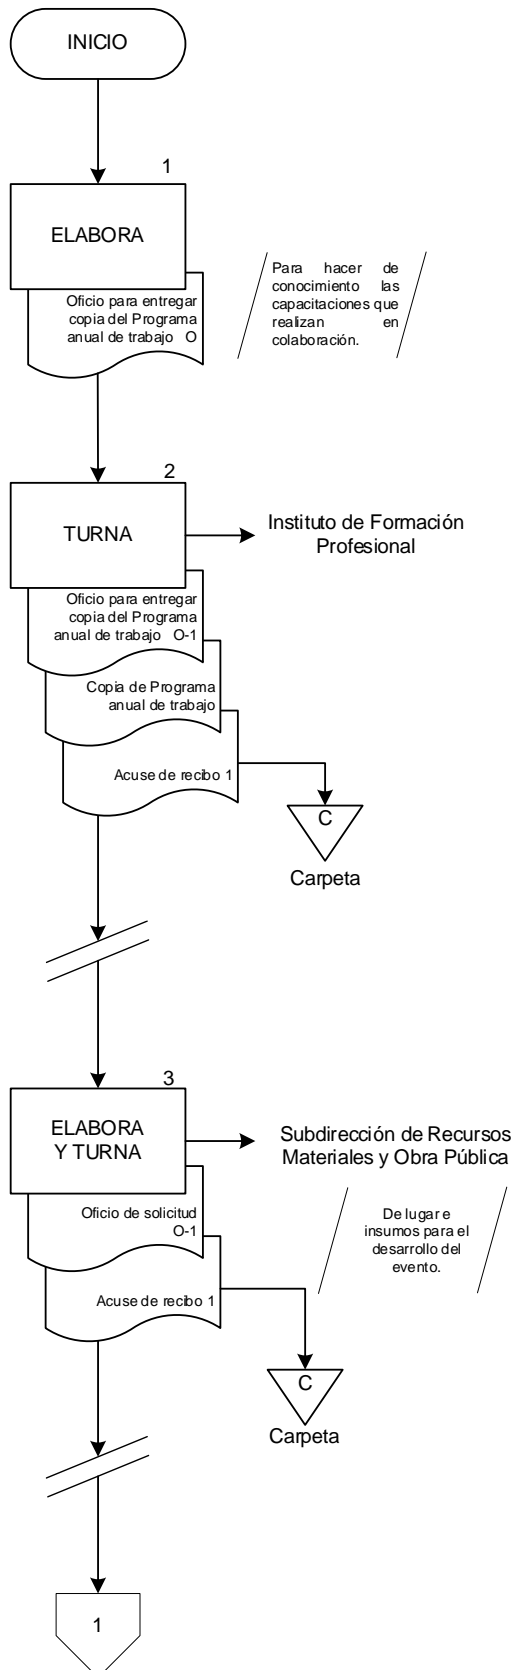 INICIO
1
ELABORA
Oficio para entregar
copia del Programa
anual de trabajo O
Para hacer de
conocimiento las
capacitaciones que
realizan en
colaboración.
2
TURNA
Instituto de Formación
Profesional
Oficio para entregar
copia del Programa
anual de trabajo O-1
Copia de Programa
anual de trabajo
Acuse de recibo 1
C
Carpeta
3
ELABORA
Y TURNA
Subdirección de Recursos
Materiales y Obra Pública
Oficio de solicitud
O-1
De lugar e
insumos para el
desarrollo del
evento.
Acuse de recibo 1
C
Carpeta
1